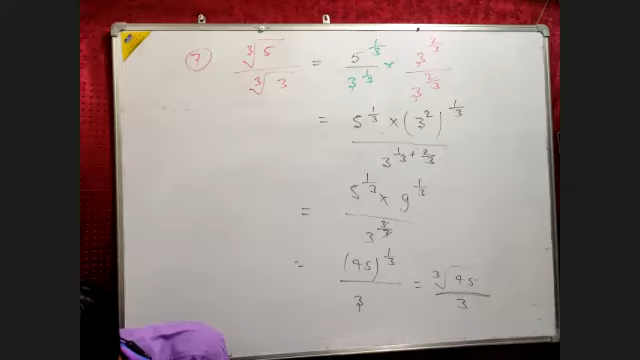 7 ∛5 / ∛3 = 5^(1/3) / 3^(1/3) × 3^(2/3) / 3^(2/3)
= 5^(1/3) × (3^2)^(1/3) / 3^(1/3 + 2/3)
= 5^(1/3) × 9^(1/3) / 3^(3/3)
= (45)^(1/3) / 3 = ∛45 / 3